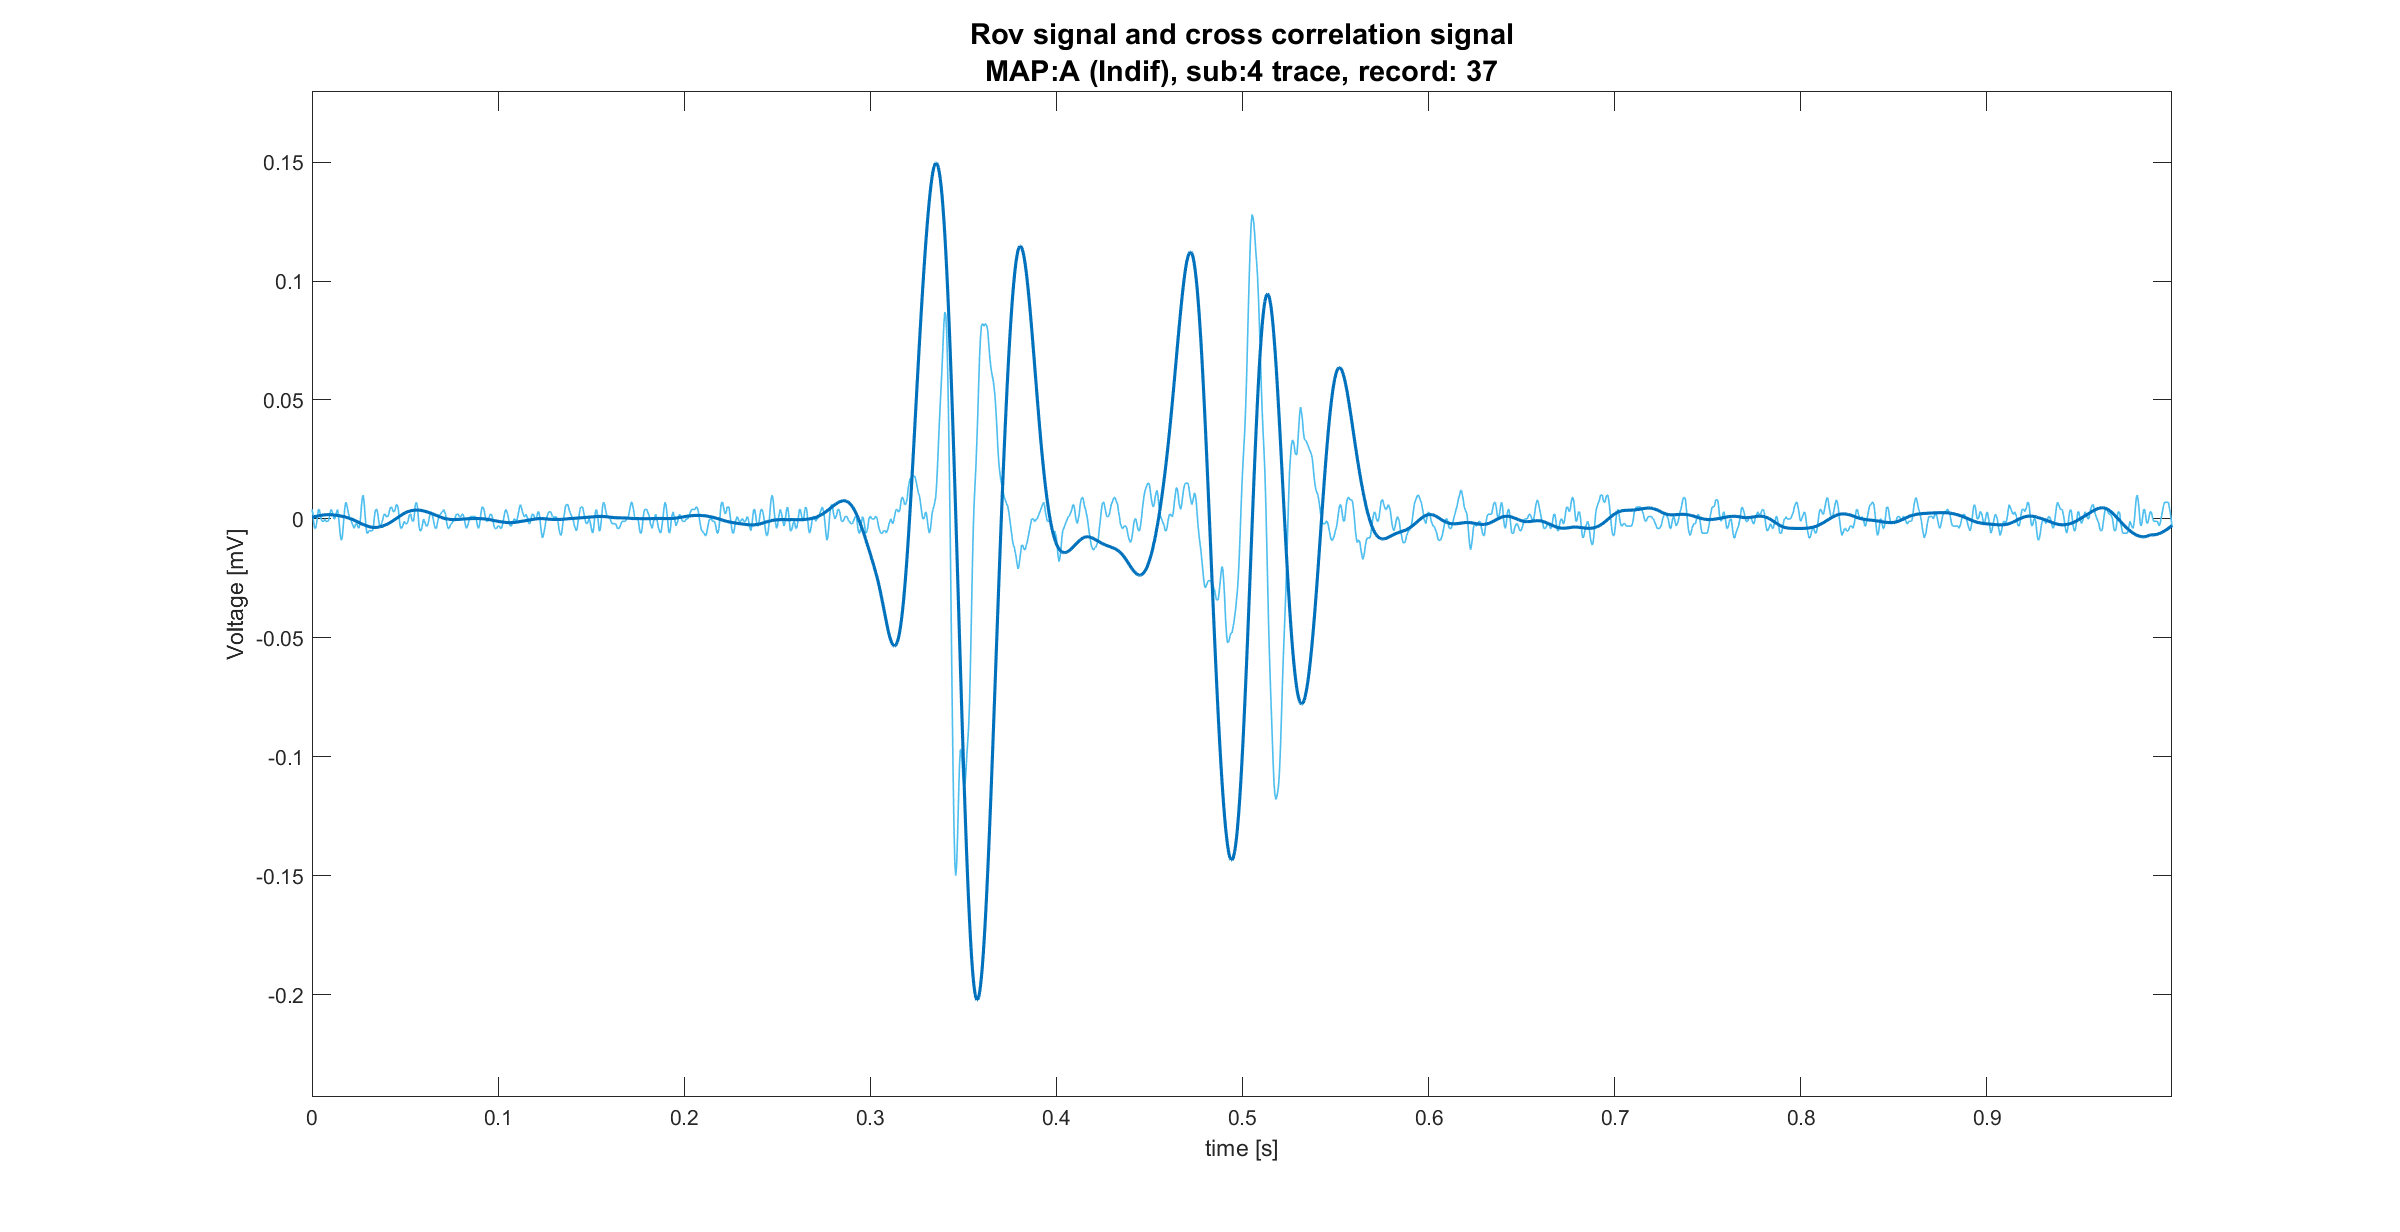 Rov signal and cross correlation signal
MAP:A (Indif), sub:4 trace, record: 37
0.15
0.1
0.05
0
-0.05
-0.1
-0.15
-0.2
Voltage [mV]
0 0.1 0.2 0.3 0.4 0.5 0.6 0.7 0.8 0.9
time [s]